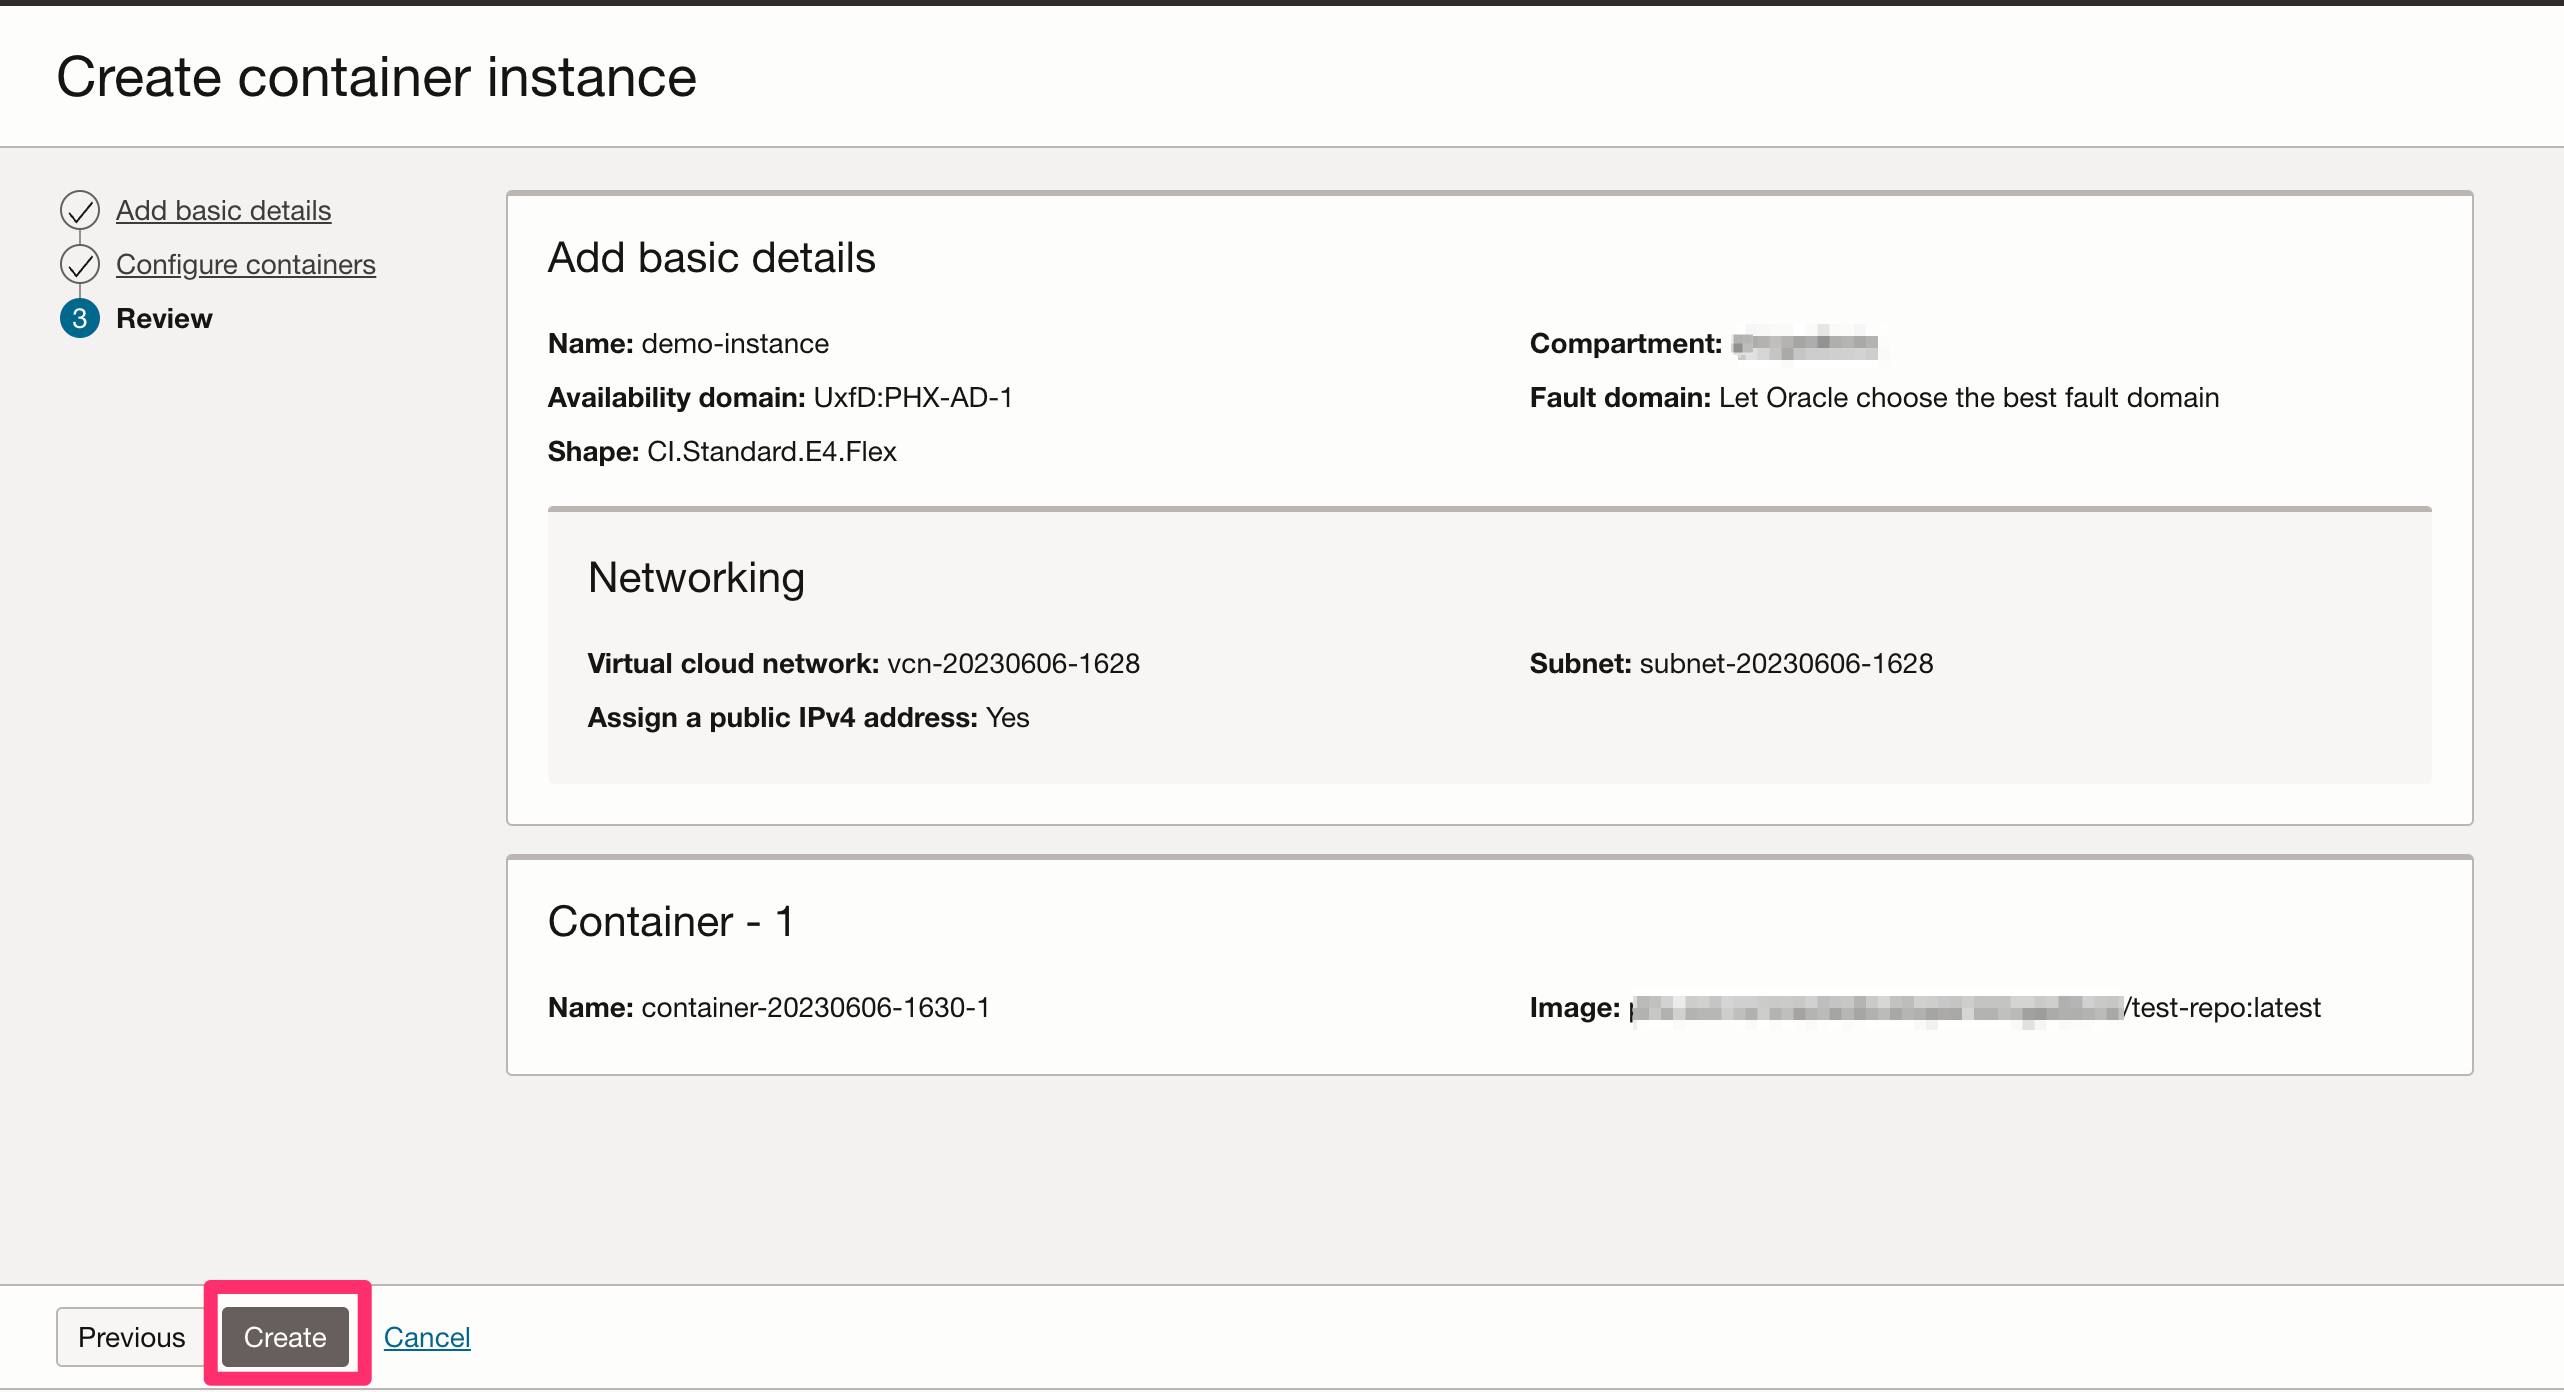 Create container instance
Add basic details
Configure containers
3 Review
Add basic details
Name: demo-instance
Compartment:
Availability domain: UxfD:PHX-AD-1
Fault domain: Let Oracle choose the best fault domain
Shape: CI.Standard.E4.Flex
Networking
Virtual cloud network: vcn-20230606-1628
Subnet: subnet-20230606-1628
Assign a public IPv4 address: Yes
Container - 1
Name: container-20230606-1630-1
Image: /test-repo:latest
Previous
Create
Cancel